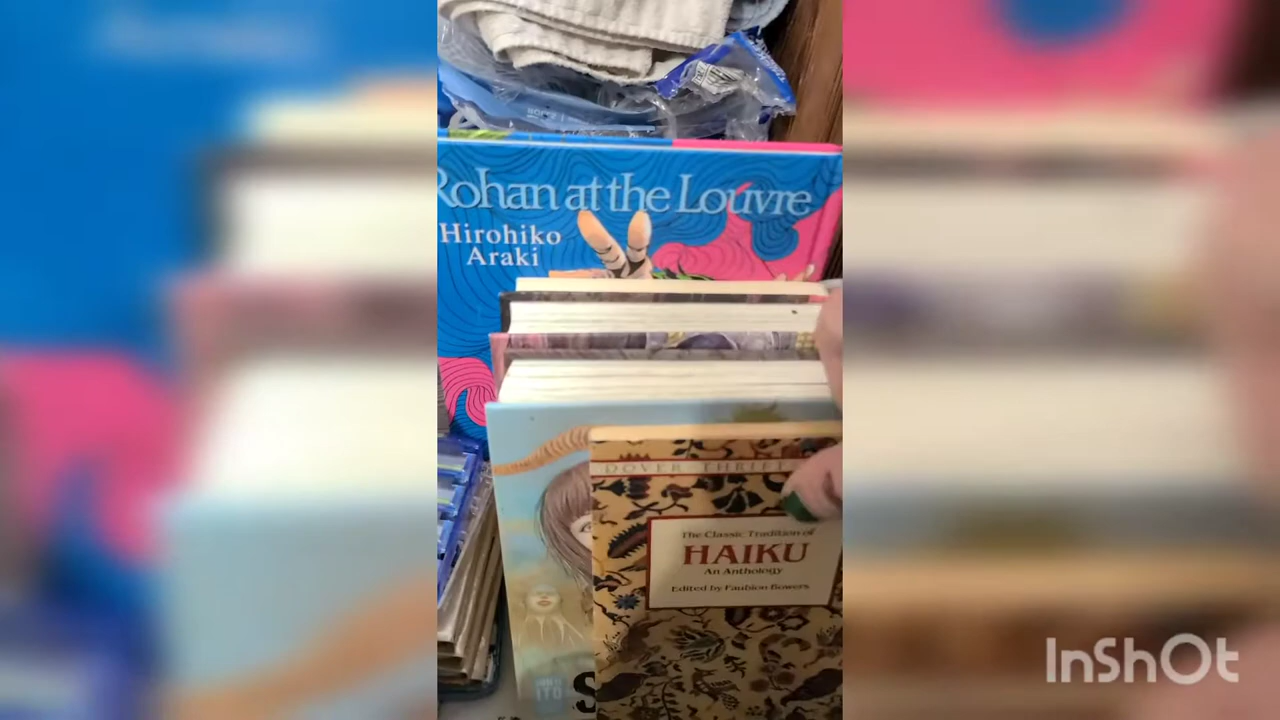 Rohan at the Louvre
Hirohiko
Araki
DOVER THRIFT
The Classic Tradition of
HAIKU
An Anthology
Edited by Faubion Bowers
ITO
S
InShOt